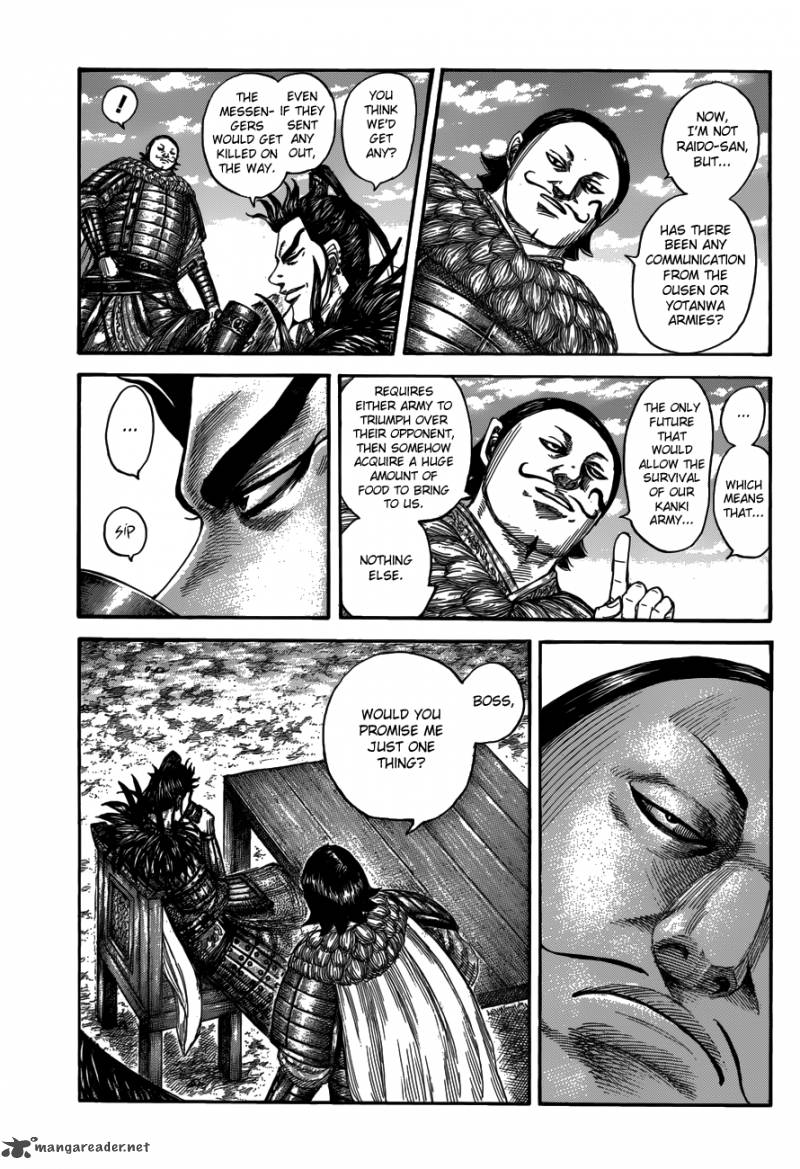 NOW,
I'M NOT
RAIDO-SAN,
BUT...
HAS THERE
BEEN ANY
COMMUNICATION
FROM THE
OUSEN OR
YOTANWA
ARMIES?
YOU
THINK
WE'D
GET
ANY?
EVEN
IF THEY
SENT
ANY
OUT,
THE
MESSEN-
GERS
WOULD GET
KILLED ON
THE WAY.
!
...
WHICH
MEANS
THAT...
THE ONLY
FUTURE
THAT
WOULD
ALLOW THE
SURVIVAL
OF OUR
KANKI
ARMY...
REQUIRES
EITHER ARMY TO
TRIUMPH OVER
THEIR OPPONENT,
THEN SOMEHOW
ACQUIRE A HUGE
AMOUNT OF
FOOD TO BRING
TO US.
NOTHING
ELSE.
...
SIP
BOSS,
WOULD YOU
PROMISE ME
JUST ONE
THING?
mangareader.net